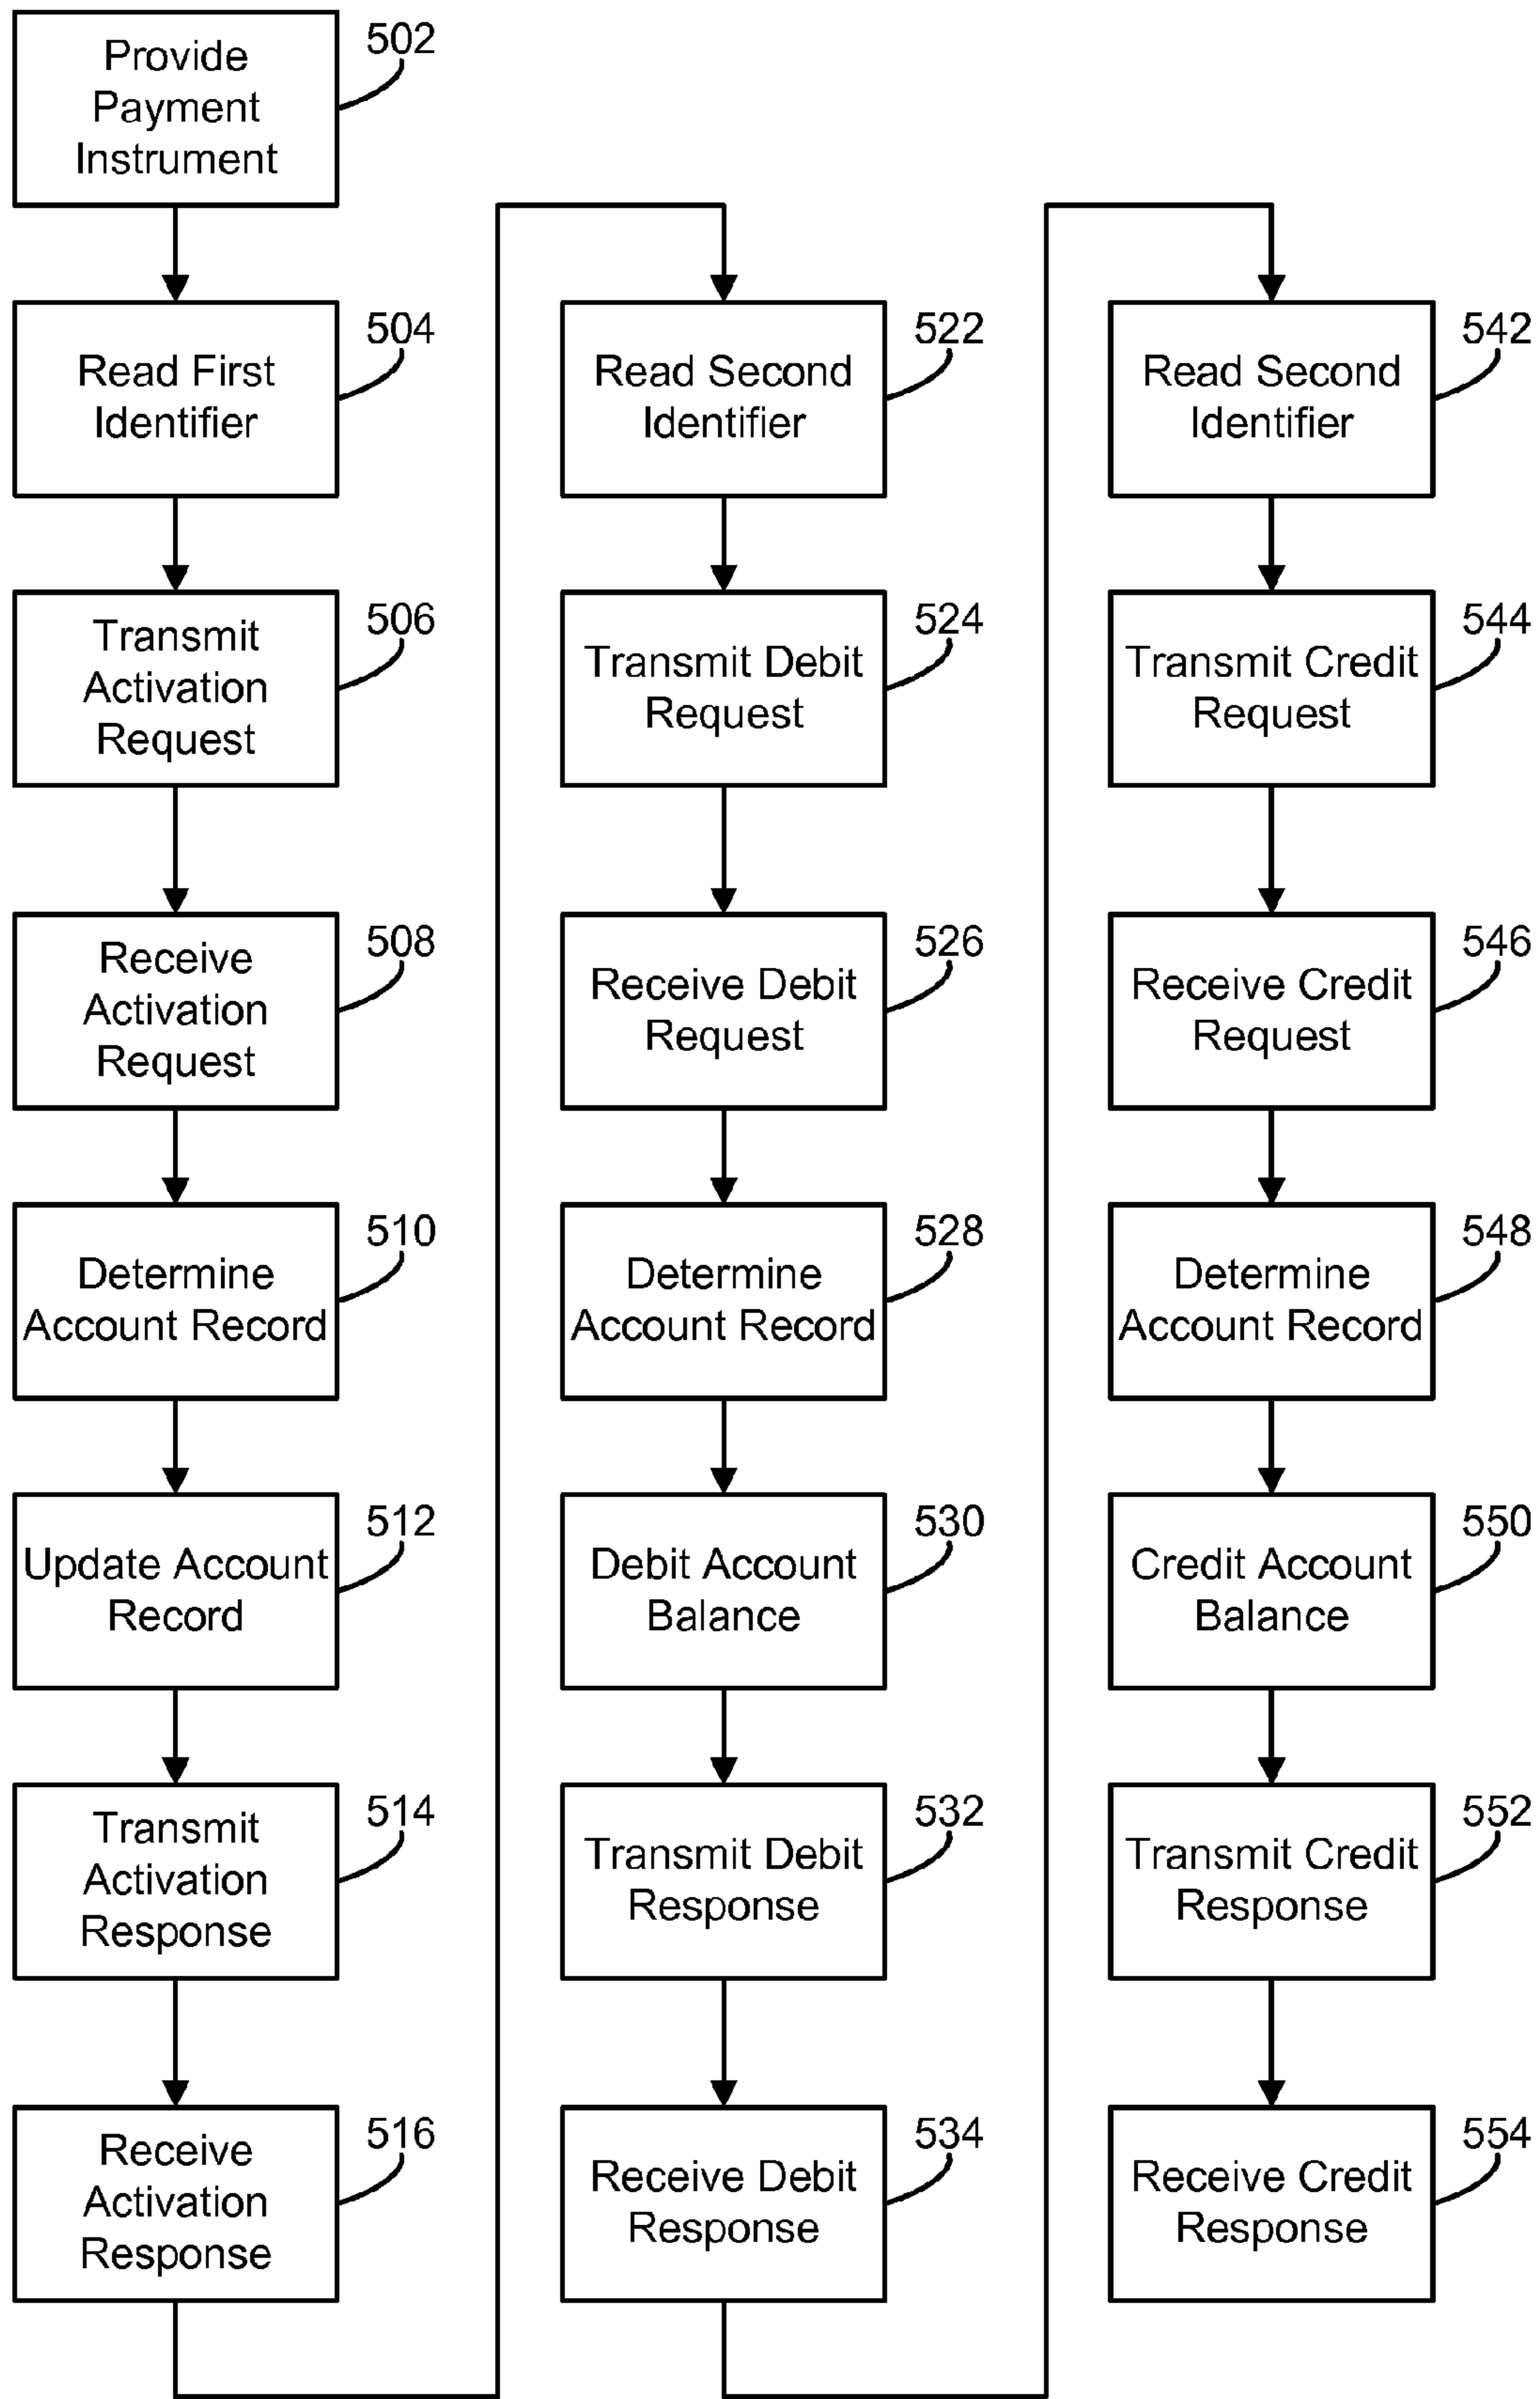 Provide
Payment
Instrument
502
Read First
Identifier
504
Transmit
Activation
Request
506
Receive
Activation
Request
508
Determine
Account Record
510
Update Account
Record
512
Transmit
Activation
Response
514
Receive
Activation
Response
516
Read Second
Identifier
522
Transmit Debit
Request
524
Receive Debit
Request
526
Determine
Account Record
528
Debit Account
Balance
530
Transmit Debit
Response
532
Receive Debit
Response
534
Read Second
Identifier
542
Transmit Credit
Request
544
Receive Credit
Request
546
Determine
Account Record
548
Credit Account
Balance
550
Transmit Credit
Response
552
Receive Credit
Response
554